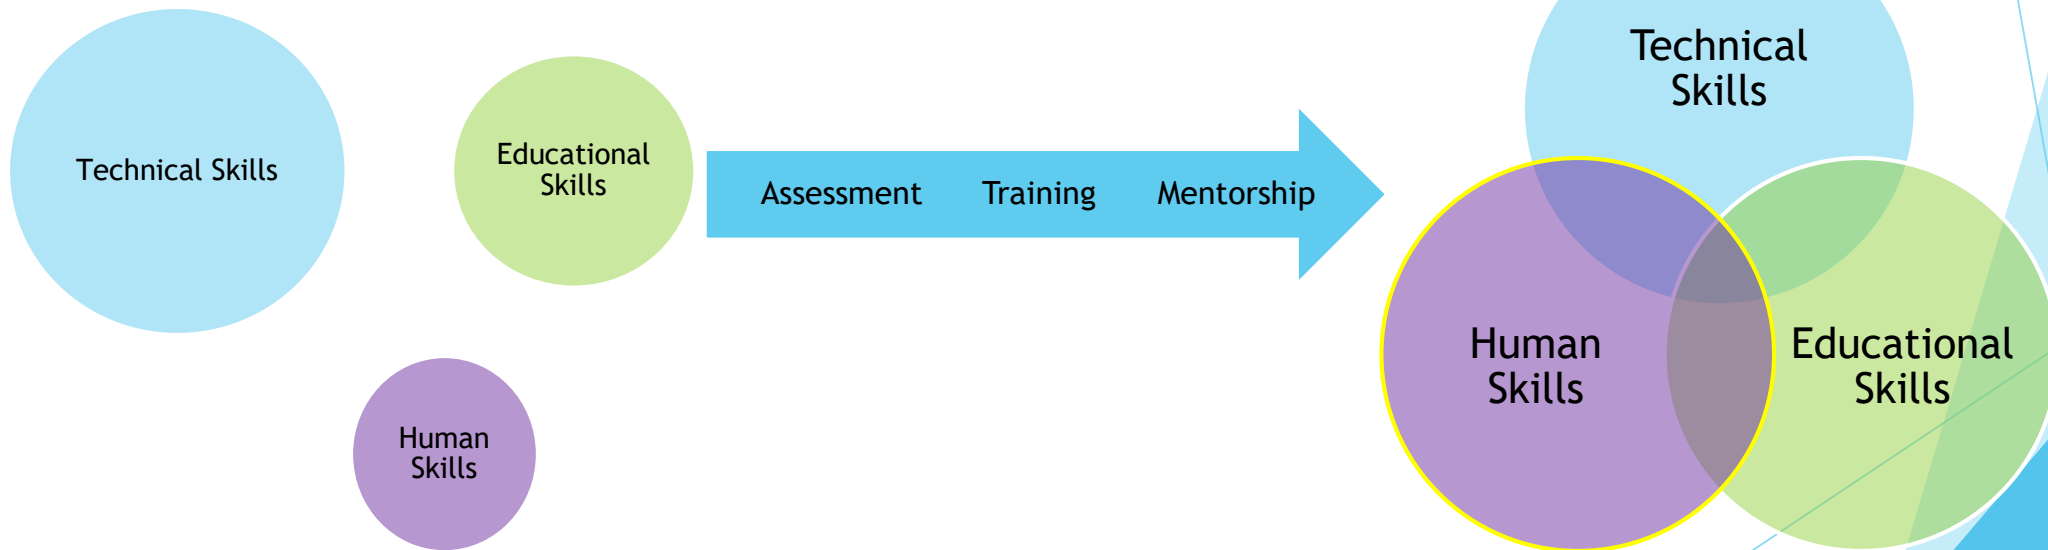 Technical Skills
Educational
Skills
Human
Skills
Assessment Training Mentorship
Technical
Skills
Human
Skills
Educational
Skills